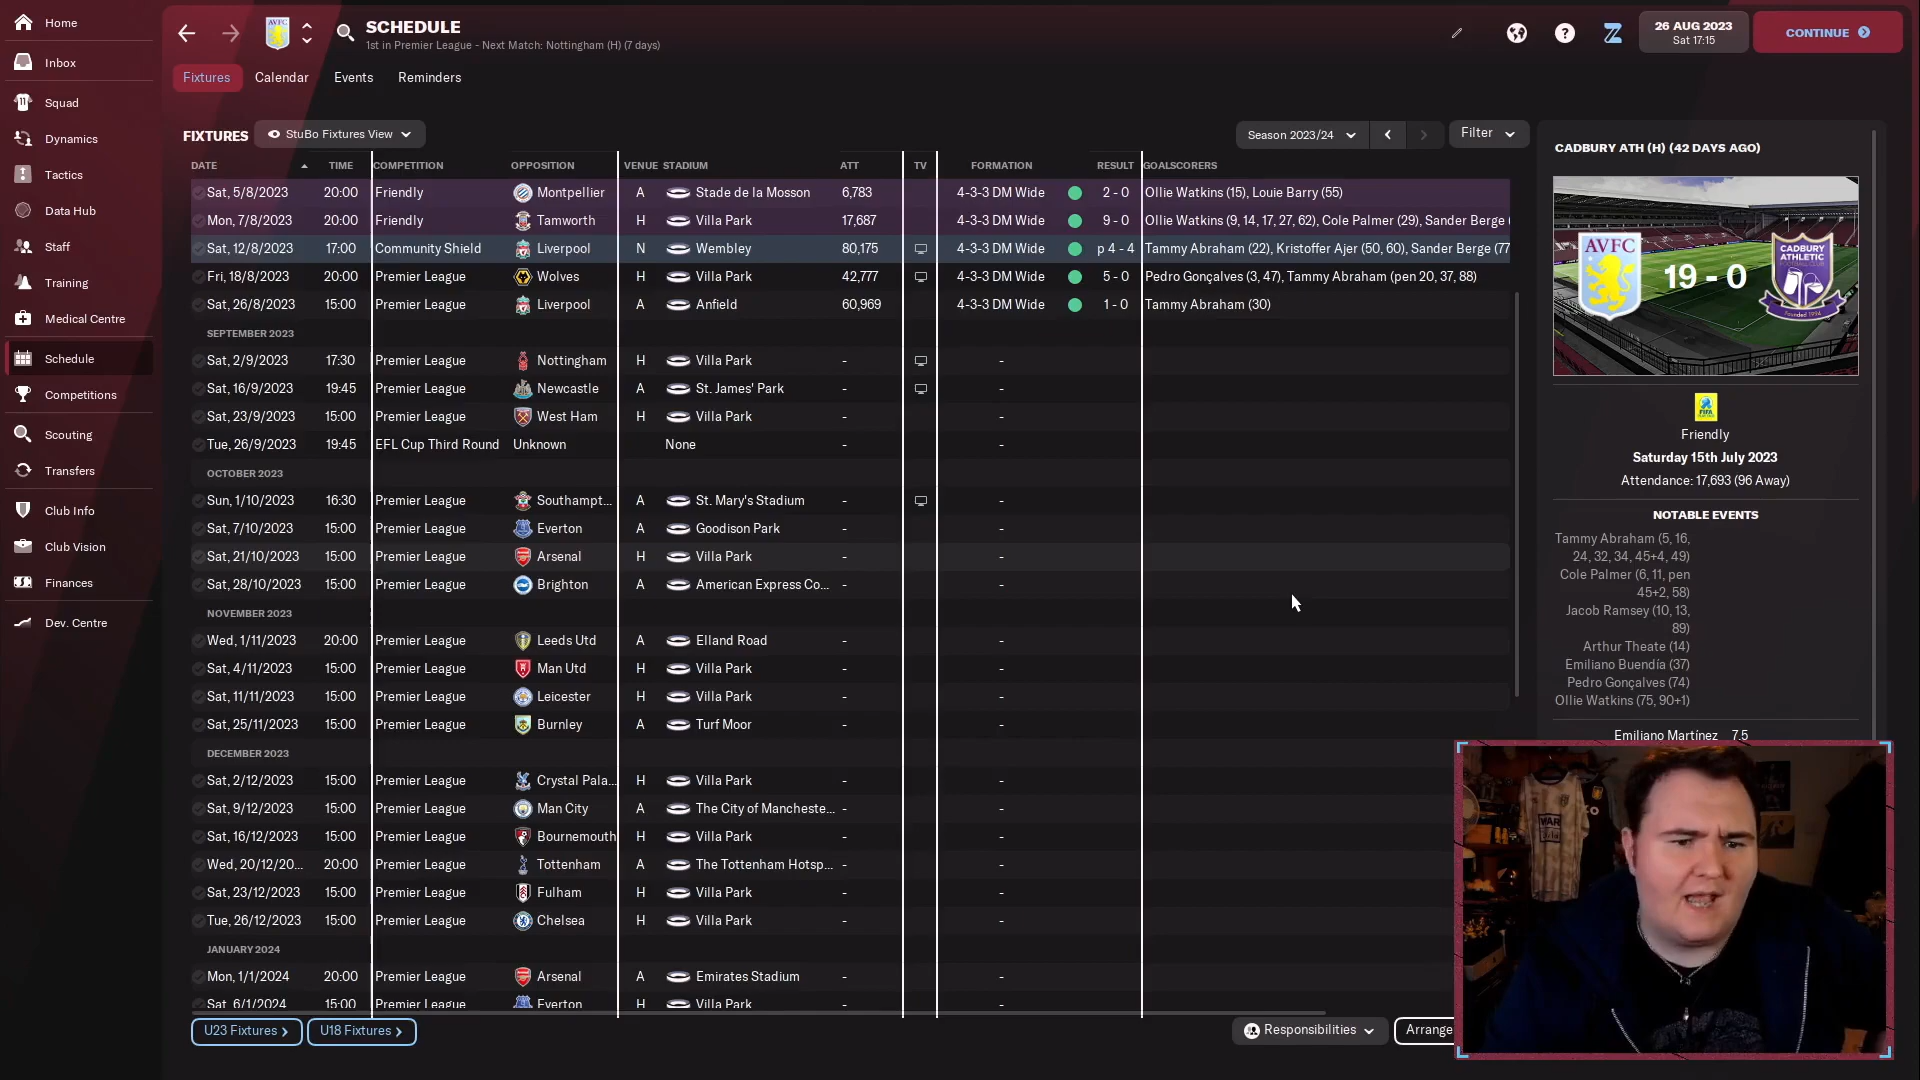 Home
Inbox
Squad
Dynamics
Tactics
Data Hub
Staff
Training
Medical Centre
Schedule
Competitions
Scouting
Transfers
Club Info
Club Vision
Finances
Dev. Centre
AVFC
SCHEDULE
1st in Premier League - Next Match: Nottingham (H) (7 days)
26 AUG 2023
Sat 17:15
CONTINUE
Fixtures Calendar Events Reminders
FIXTURES StuBo Fixtures View Season 2023/24 Filter
DATE TIME COMPETITION OPPOSITION VENUE STADIUM ATT TV FORMATION RESULT GOALSCORERS
Sat, 5/8/2023 20:00 Friendly Montpellier A Stade de la Mosson 6,783 4-3-3 DM Wide 2 - 0 Ollie Watkins (15), Louie Barry (55)
Mon, 7/8/2023 20:00 Friendly Tamworth H Villa Park 17,687 4-3-3 DM Wide 9 - 0 Ollie Watkins (9, 14, 17, 27, 62), Cole Palmer (29), Sander Berge (
Sat, 12/8/2023 17:00 Community Shield Liverpool N Wembley 80,175 4-3-3 DM Wide p 4 - 4 Tammy Abraham (22), Kristoffer Ajer (50, 60), Sander Berge (77
Fri, 18/8/2023 20:00 Premier League Wolves H Villa Park 42,777 4-3-3 DM Wide 5 - 0 Pedro Gonçalves (3, 47), Tammy Abraham (pen 20, 37, 88)
Sat, 26/8/2023 15:00 Premier League Liverpool A Anfield 60,969 4-3-3 DM Wide 1 - 0 Tammy Abraham (30)
SEPTEMBER 2023
Sat, 2/9/2023 17:30 Premier League Nottingham H Villa Park - -
Sat, 16/9/2023 19:45 Premier League Newcastle A St. James' Park - -
Sat, 23/9/2023 15:00 Premier League West Ham H Villa Park - -
Tue, 26/9/2023 19:45 EFL Cup Third Round Unknown None - -
OCTOBER 2023
Sun, 1/10/2023 16:30 Premier League Southampt... A St. Mary's Stadium - -
Sat, 7/10/2023 15:00 Premier League Everton A Goodison Park - -
Sat, 21/10/2023 15:00 Premier League Arsenal H Villa Park - -
Sat, 28/10/2023 15:00 Premier League Brighton A American Express Co... - -
NOVEMBER 2023
Wed, 1/11/2023 20:00 Premier League Leeds Utd A Elland Road - -
Sat, 4/11/2023 15:00 Premier League Man Utd H Villa Park - -
Sat, 11/11/2023 15:00 Premier League Leicester H Villa Park - -
Sat, 25/11/2023 15:00 Premier League Burnley A Turf Moor - -
DECEMBER 2023
Sat, 2/12/2023 15:00 Premier League Crystal Pala... H Villa Park - -
Sat, 9/12/2023 15:00 Premier League Man City A The City of Mancheste... - -
Sat, 16/12/2023 15:00 Premier League Bournemouth H Villa Park - -
Wed, 20/12/20... 20:00 Premier League Tottenham A The Tottenham Hotsp... - -
Sat, 23/12/2023 15:00 Premier League Fulham H Villa Park - -
Tue, 26/12/2023 15:00 Premier League Chelsea H Villa Park - -
JANUARY 2024
Mon, 1/1/2024 20:00 Premier League Arsenal A Emirates Stadium - -
Sat, 6/1/2024 15:00 Premier League Everton H Villa Park - -
U23 Fixtures U18 Fixtures Responsibilities Arrange
CADBURY ATH (H) (42 DAYS AGO)
AVFC 19 - 0 CADBURY ATHLETIC
Founded 1994
FIFA
Friendly
Saturday 15th July 2023
Attendance: 17,693 (96 Away)
NOTABLE EVENTS
Tammy Abraham (5, 16,
24, 32, 34, 45+4, 49)
Cole Palmer (6, 11, pen
45+2, 58)
Jacob Ramsey (10, 13,
89)
Arthur Theate (14)
Emiliano Buendía (37)
Pedro Gonçalves (74)
Ollie Watkins (75, 90+1)
Emiliano Martínez 7.5